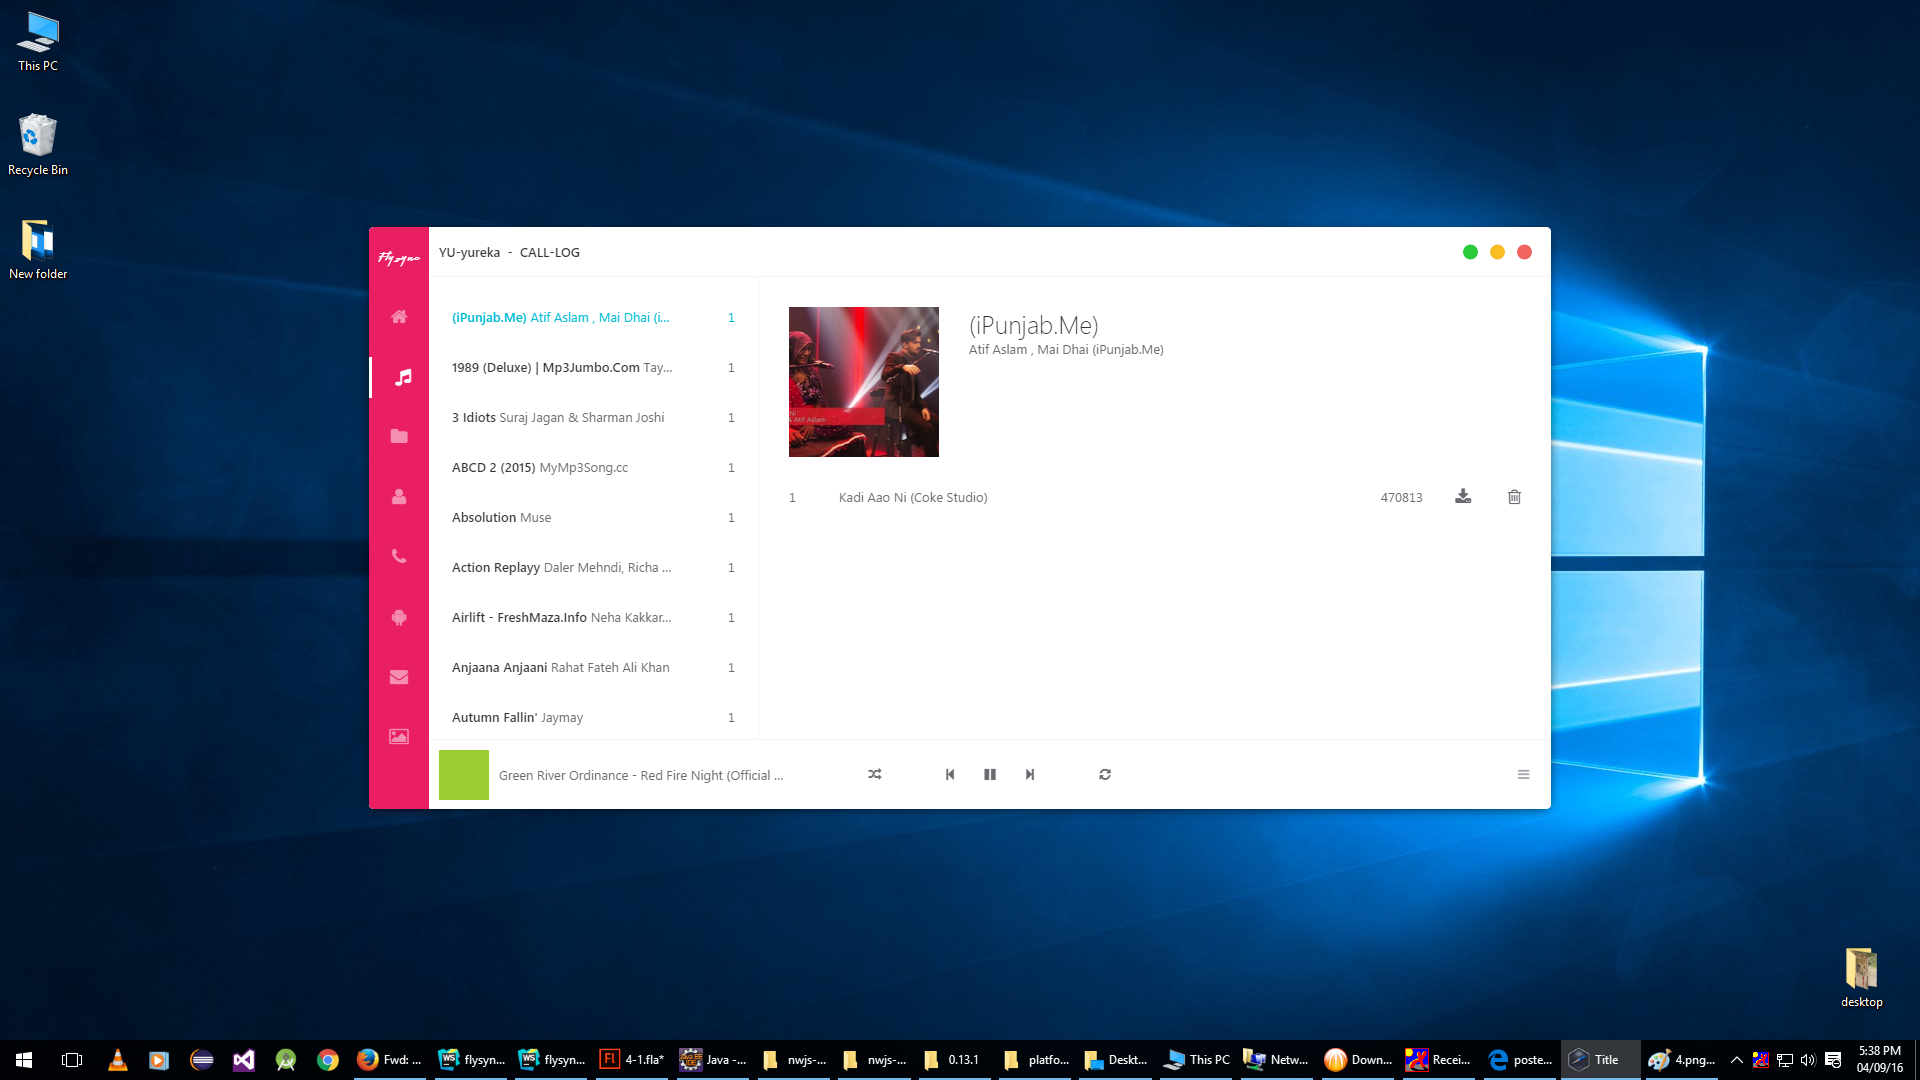 This PC
Recycle Bin
New folder
Flysync
YU-yureka - CALL-LOG
(iPunjab.Me) Atif Aslam , Mai Dhai (i... 1
1989 (Deluxe) | Mp3Jumbo.Com Tay... 1
3 Idiots Suraj Jagan & Sharman Joshi 1
ABCD 2 (2015) MyMp3Song.cc 1
Absolution Muse 1
Action Replayy Daler Mehndi, Richa ... 1
Airlift - FreshMaza.Info Neha Kakkar... 1
Anjaana Anjaani Rahat Fateh Ali Khan 1
Autumn Fallin' Jaymay 1
(iPunjab.Me)
Atif Aslam , Mai Dhai (iPunjab.Me)
NI
& Atif Aslam
1 Kadi Aao Ni (Coke Studio) 470813
Green River Ordinance - Red Fire Night (Official ...
desktop
Fwd: ... flysyn... flysyn... 4-1.fla* Java -... nwjs-... nwjs-... 0.13.1 platfo... Deskt... This PC Netw... Down... Recei... poste... Title 4.png...
5:38 PM
04/09/16